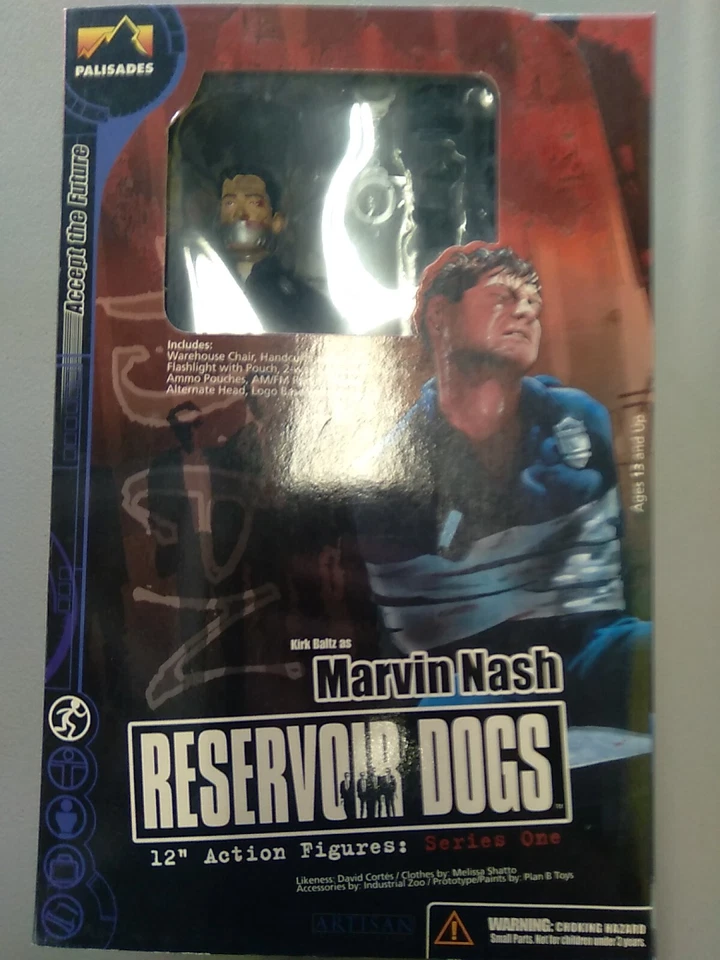 PALISADES
Accept the Future
Includes:
Warehouse Chair,
Flashlight with Pouch,
Ammo Pouches, AM/FM
Alternate Head, Logo
Ages 13 and Up
Kirk Baltz as
Marvin Nash
RESERVOIR DOGS
12" Action Figures: Series One
Likeness: David Cortés / Clothes by: Melissa Shatto
Accessories by: Industrial Zoo / Prototype/Paints by: Plan B Toys
ARTISAN
WARNING: CHOKING HAZARD
Small Parts. Not for children under 3 years.